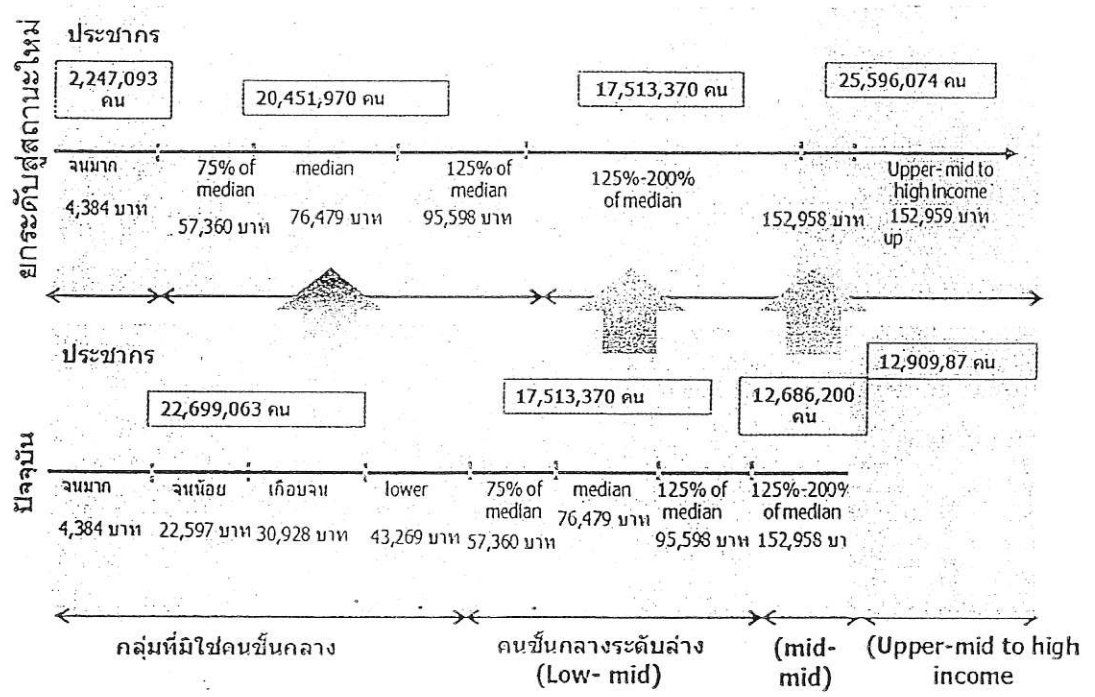 ยกระดับสู่สถานะใหม่
ประชากร
2,247,093
คน
20,451,970 คน
17,513,370 คน
25,596,074 คน
จนมาก
4,384 บาท
75% of
median
57,360 บาท
median
76,479 บาท
125% of
median
95,598 บาท
125%-200%
of median
152,958 บาท
Upper-mid to
high income
152,959 บาท
up
ปัจจุบัน
ประชากร
22,699,063 คน
17,513,370 คน
12,686,200
คน
12,909,87 คน
จนมาก
4,384 บาท
จนน้อย
22,597 บาท
เกือบจน
30,928 บาท
lower
43,269 บาท
75% of
median
57,360 บาท
median
76,479 บาท
125% of
median
95,598 บาท
125%-200%
of median
152,958 บา
กลุ่มที่มิใช่คนชั้นกลาง
คนชั้นกลางระดับล่าง
(Low- mid)
(mid-
mid)
(Upper-mid to high
income